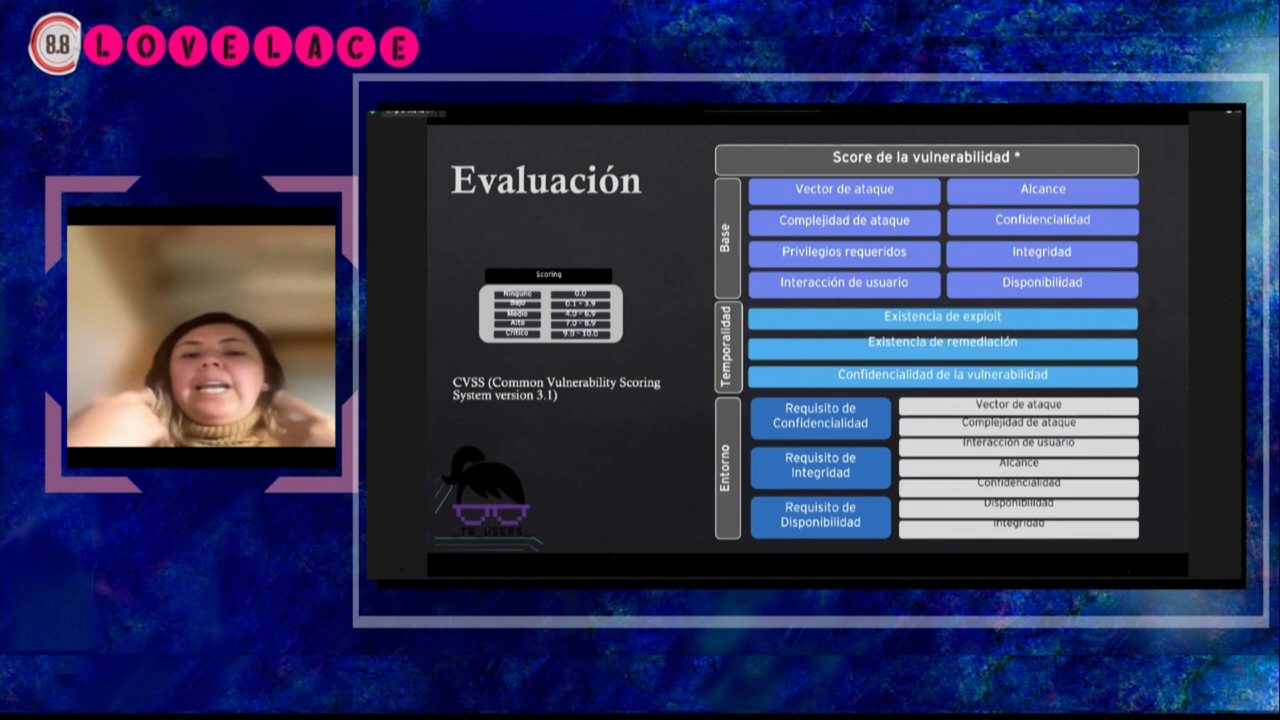 8.8
LOVELACE
Evaluación
Scoring
Ninguno 0.0
Bajo 0.1 - 3.9
Medio 4.0 - 6.9
Alto 7.0 - 8.9
Crítico 9.0 - 10.0
CVSS (Common Vulnerability Scoring
System version 3.1)
TW USERS
Score de la vulnerabilidad *
Base
Vector de ataque
Alcance
Complejidad de ataque
Confidencialidad
Privilegios requeridos
Integridad
Interacción de usuario
Disponibilidad
Temporalidad
Existencia de exploit
Existencia de remediación
Confidencialidad de la vulnerabilidad
Entorno
Requisito de
Confidencialidad
Requisito de
Integridad
Requisito de
Disponibilidad
Vector de ataque
Complejidad de ataque
Interacción de usuario
Alcance
Confidencialidad
Disponibilidad
Integridad